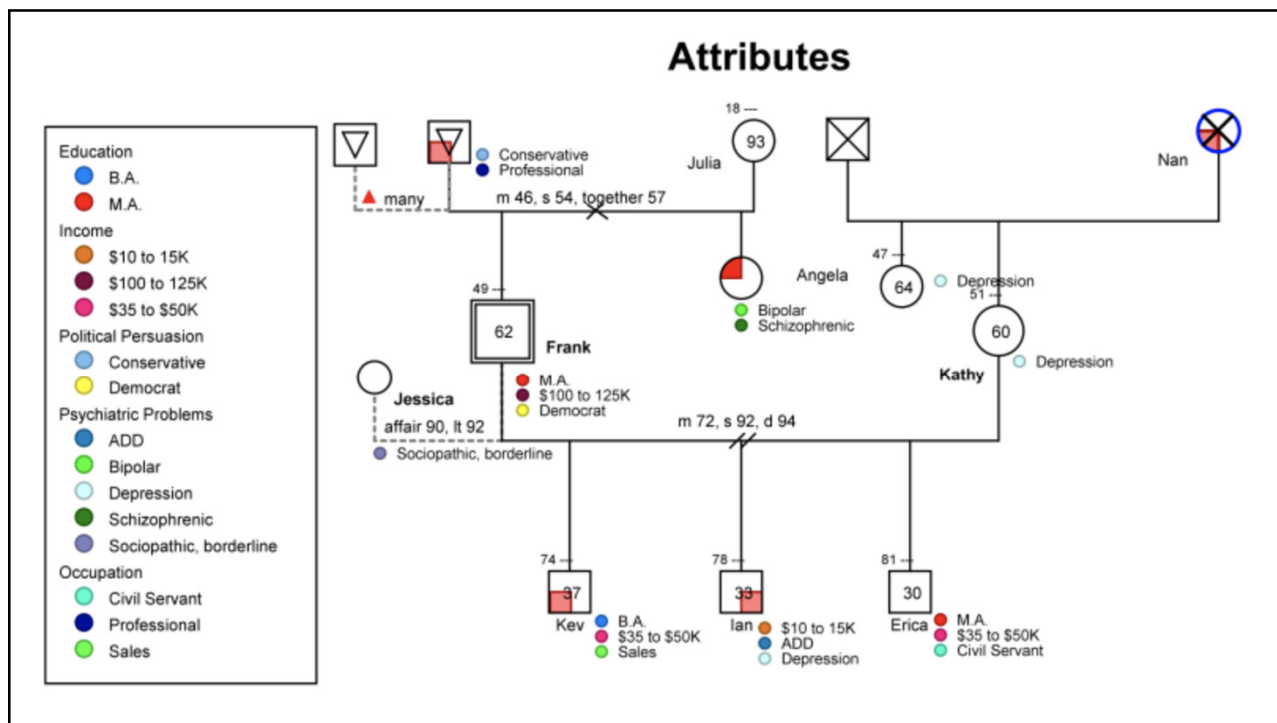 Attributes
Education
B.A.
M.A.
Income
$10 to 15K
$100 to 125K
$35 to $50K
Political Persuasion
Conservative
Democrat
Psychiatric Problems
ADD
Bipolar
Depression
Schizophrenic
Sociopathic, borderline
Occupation
Civil Servant
Professional
Sales
Conservative
Professional
18 ---
93
Julia
Nan
many
m 46, s 54, together 57
49 ---
62
Frank
M.A.
$100 to 125K
Democrat
Angela
Bipolar
Schizophrenic
47 ---
64
Depression
51 ---
60
Kathy
Depression
Jessica
affair 90, lt 92
Sociopathic, borderline
m 72, s 92, d 94
74 ---
37
Kev
B.A.
$35 to $50K
Sales
78 ---
33
Ian
$10 to 15K
ADD
Depression
81 ---
30
Erica
M.A.
$35 to $50K
Civil Servant